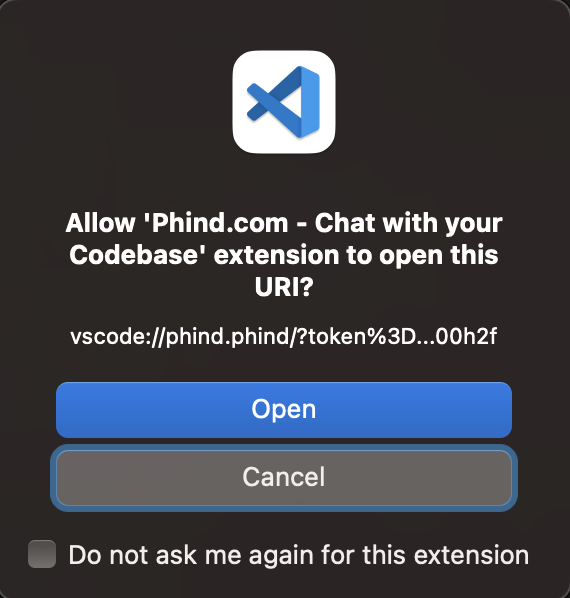 Allow 'Phind.com - Chat with your
Codebase' extension to open this
URI?
vscode://phind.phind/?token%3D...00h2f
Open
Cancel
Do not ask me again for this extension